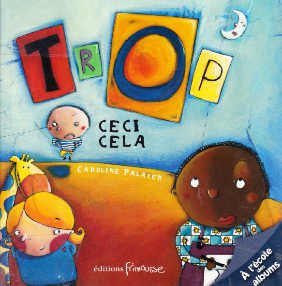 TROP
CECI
CELA
CAROLINE PALAYER
À l'école
des
albums
éditions Frimousse